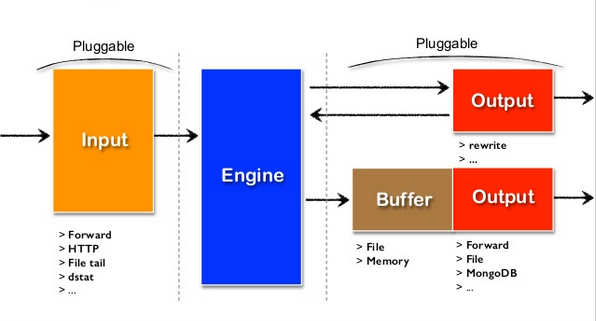 Pluggable
Pluggable
Input
Engine
Output
> rewrite
> ...
Buffer
Output
> Forward
> HTTP
> File tail
> dstat
> ...
> File
> Memory
> Forward
> File
> MongoDB
> ...